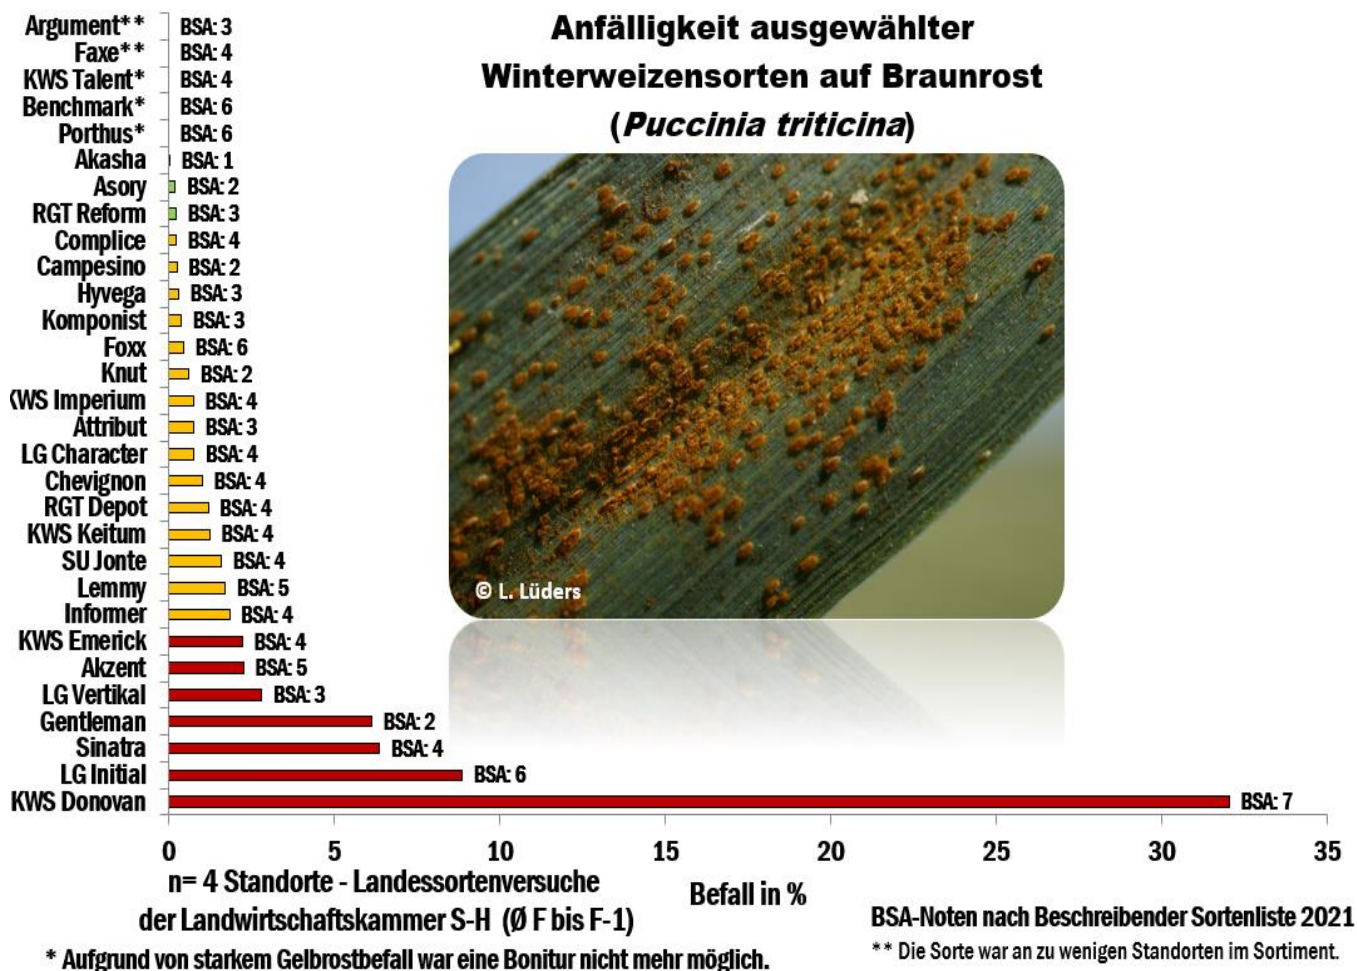 Anfälligkeit ausgewählter
Winterweizensorten auf Braunrost
(Puccinia triticina)
Argument** BSA: 3
Faxe** BSA: 4
KWS Talent* BSA: 4
Benchmark* BSA: 6
Porthus* BSA: 6
Akasha BSA: 1
Asory BSA: 2
RGT Reform BSA: 3
Complice BSA: 4
Campesino BSA: 2
Hyvega BSA: 3
Komponist BSA: 3
Foxx BSA: 6
Knut BSA: 2
KWS Imperium BSA: 4
Attribut BSA: 3
LG Character BSA: 4
Chevignon BSA: 4
RGT Depot BSA: 4
KWS Keitum BSA: 4
SU Jonte BSA: 4
Lemmy BSA: 5
Informer BSA: 4
KWS Emerick BSA: 4
Akzent BSA: 5
LG Vertikal BSA: 3
Gentleman BSA: 2
Sinatra BSA: 4
LG Initial BSA: 6
KWS Donovan BSA: 7
© L. Lüders
0 5 10 15 20 25 30 35
Befall in %
n= 4 Standorte - Landessortenversuche
der Landwirtschaftskammer S-H (Ø F bis F-1)
* Aufgrund von starkem Gelbrostbefall war eine Bonitur nicht mehr möglich.
BSA-Noten nach Beschreibender Sortenliste 2021
** Die Sorte war an zu wenigen Standorten im Sortiment.